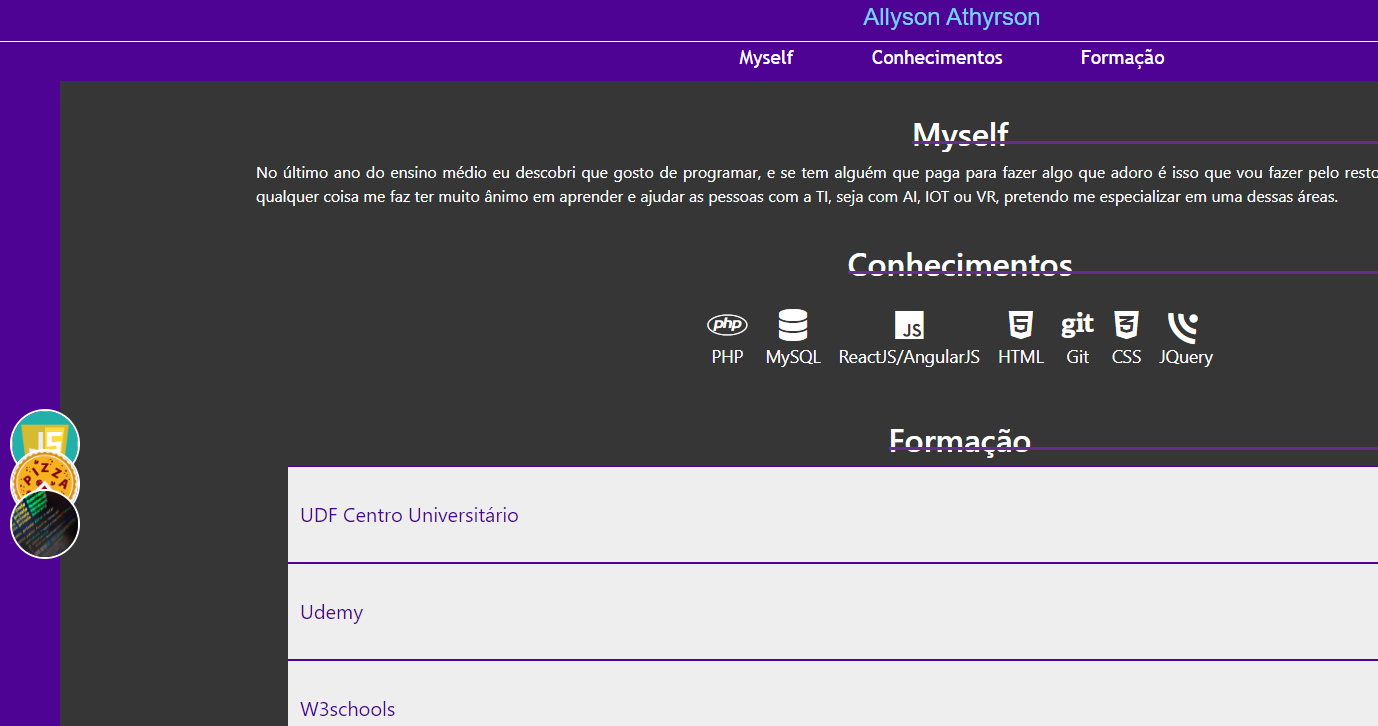 Allyson Athyrson
Myself Conhecimentos Formação
Myself
No último ano do ensino médio eu descobri que gosto de programar, e se tem alguém que paga para fazer algo que adoro é isso que vou fazer pelo resto
qualquer coisa me faz ter muito ânimo em aprender e ajudar as pessoas com a TI, seja com AI, IOT ou VR, pretendo me especializar em uma dessas áreas.
Conhecimentos
php JS 5 git 3
PHP MySQL ReactJS/AngularJS HTML Git CSS JQuery
JS
PIZZA
Formação
UDF Centro Universitário
Udemy
W3schools